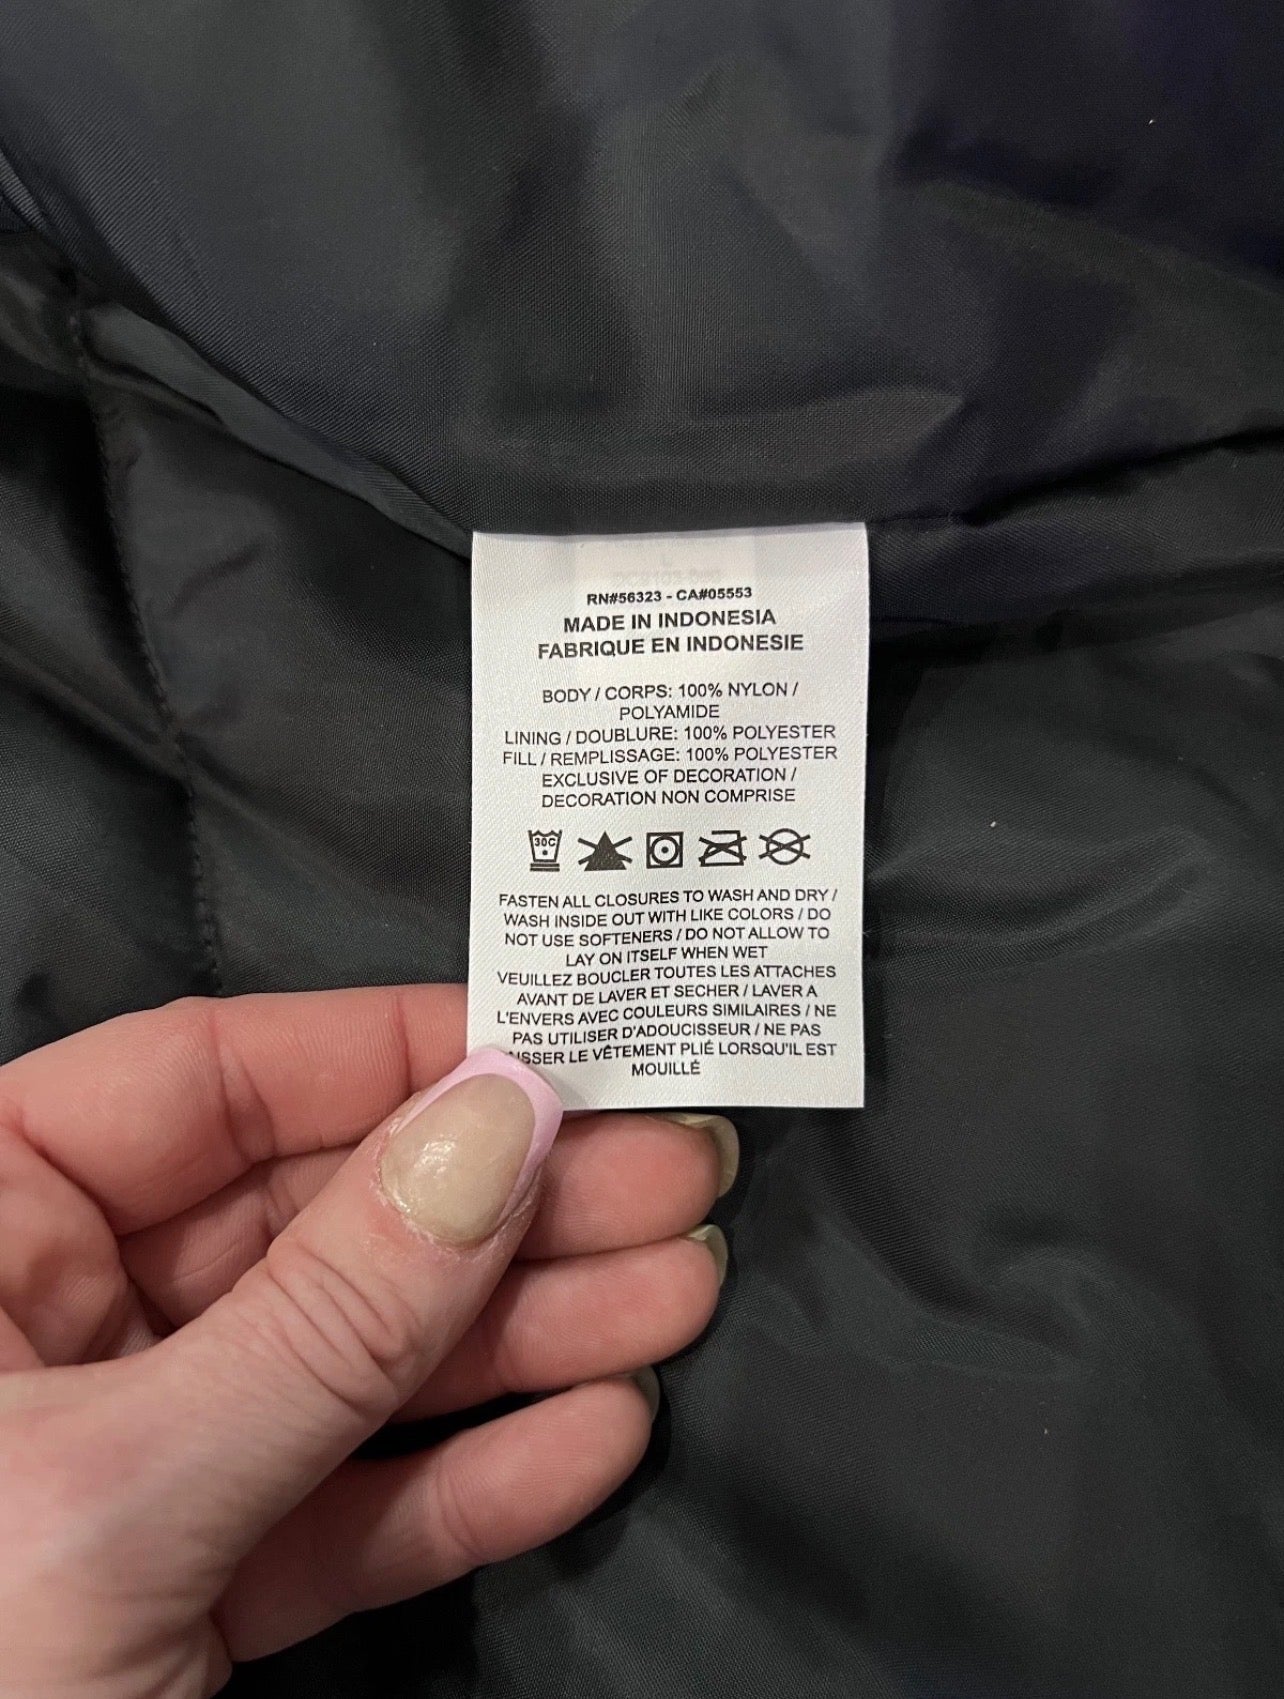 RN#56323 - CA#05553
MADE IN INDONESIA
FABRIQUE EN INDONESIE
BODY / CORPS: 100% NYLON /
POLYAMIDE
LINING / DOUBLURE: 100% POLYESTER
FILL / REMPLISSAGE: 100% POLYESTER
EXCLUSIVE OF DECORATION /
DECORATION NON COMPRISE
30C
FASTEN ALL CLOSURES TO WASH AND DRY /
WASH INSIDE OUT WITH LIKE COLORS / DO
NOT USE SOFTENERS / DO NOT ALLOW TO
LAY ON ITSELF WHEN WET
VEUILLEZ BOUCLER TOUTES LES ATTACHES
AVANT DE LAVER ET SECHER / LAVER A
L'ENVERS AVEC COULEURS SIMILAIRES / NE
PAS UTILISER D'ADOUCISSEUR / NE PAS
LE VÊTEMENT PLIÉ LORSQU'IL EST
MOUILLÉ